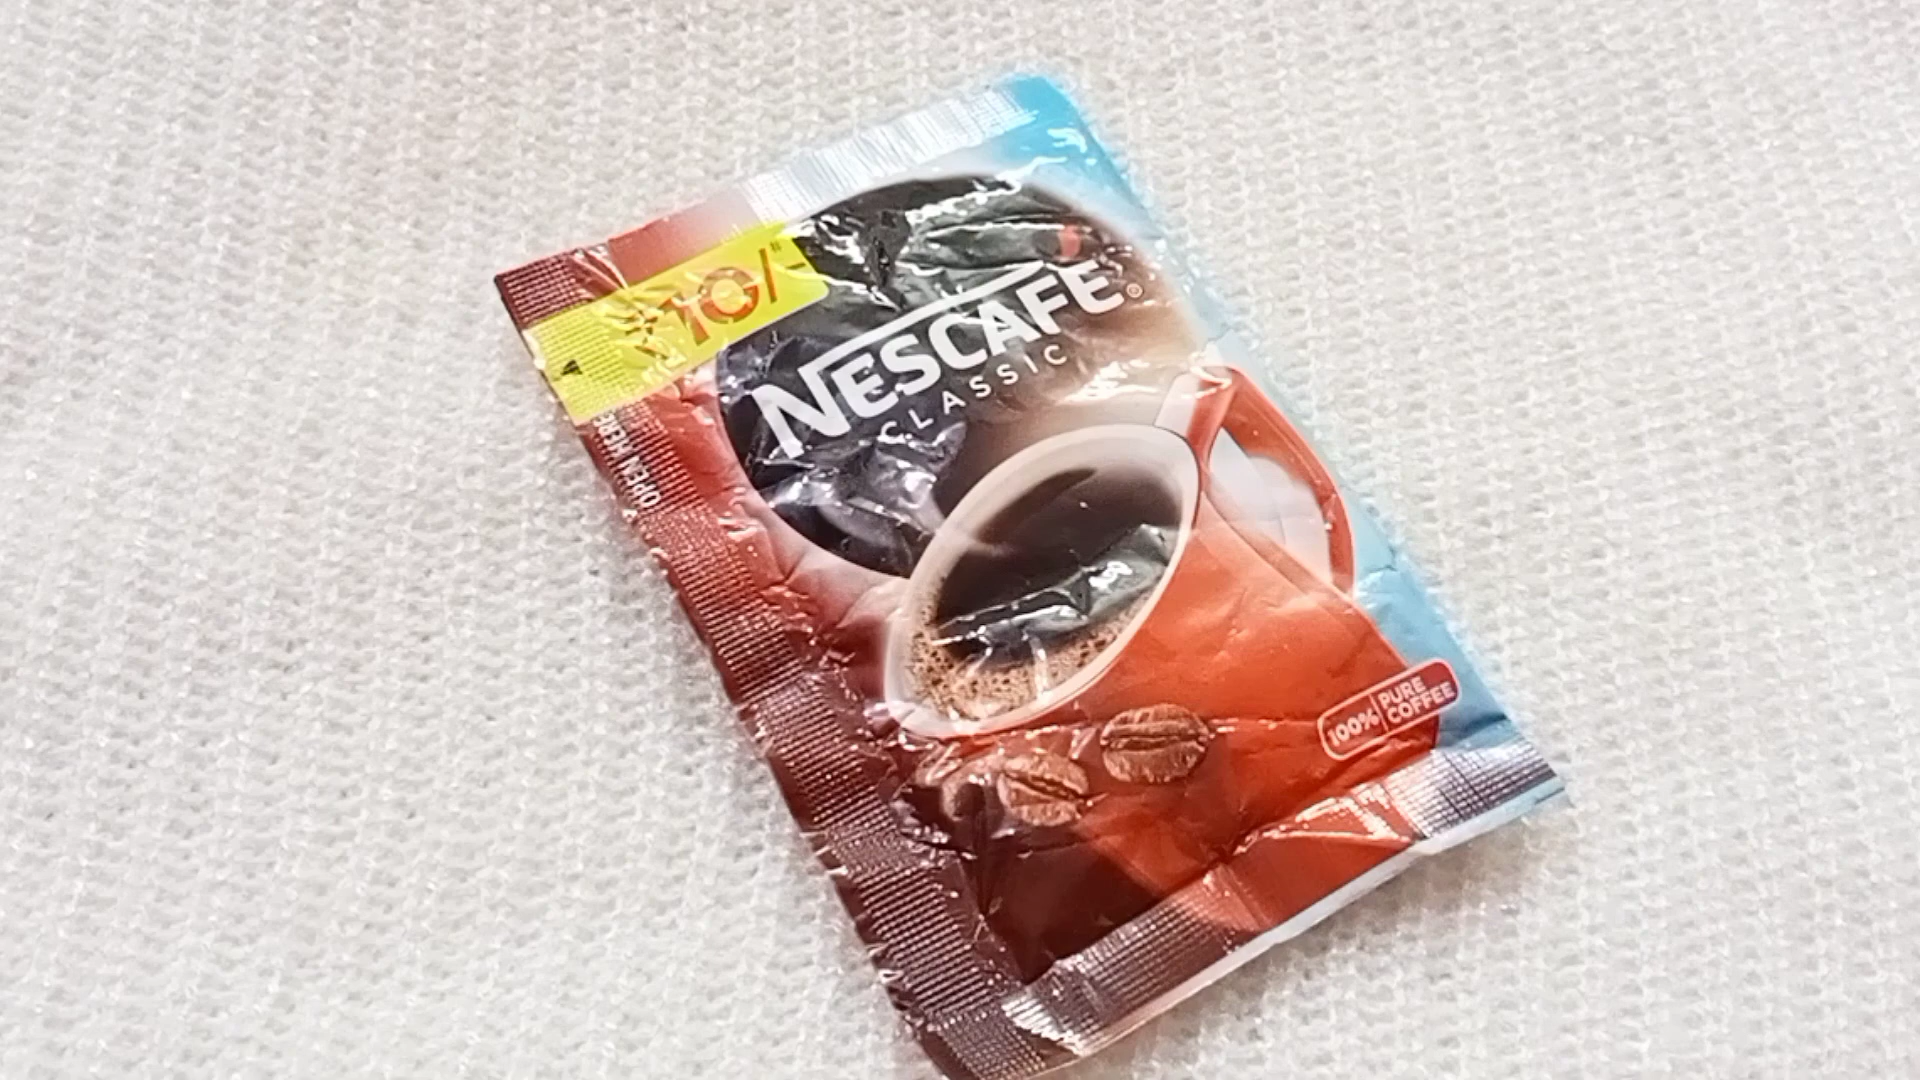 ₹10/-
NESCAFÉ®
CLASSIC
OPEN HERE
100% PURE
COFFEE